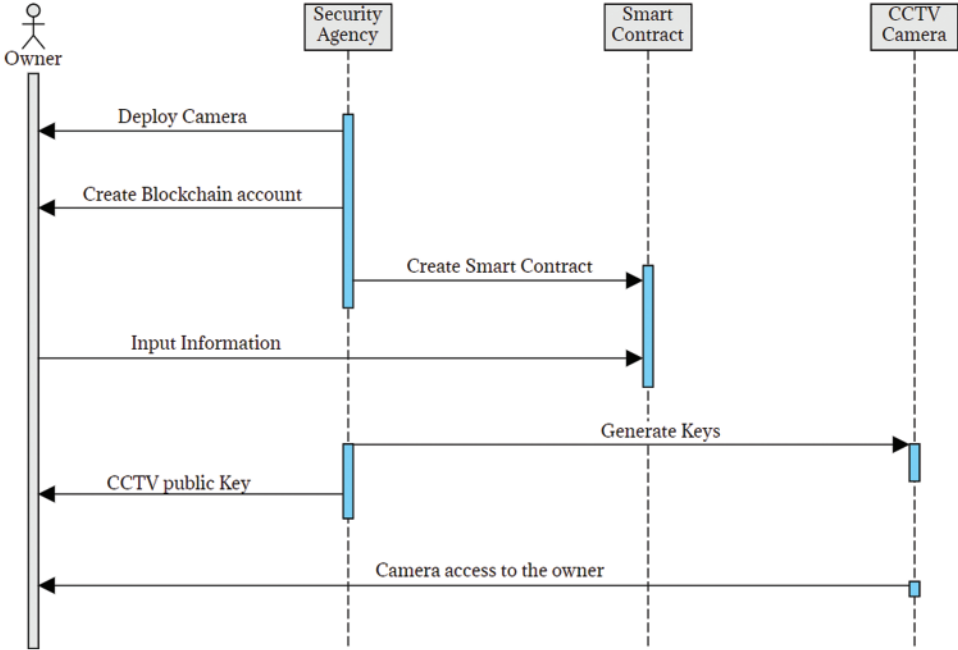 Owner
Security
Agency
Smart
Contract
CCTV
Camera
Deploy Camera
Create Blockchain account
Create Smart Contract
Input Information
Generate Keys
CCTV public Key
Camera access to the owner